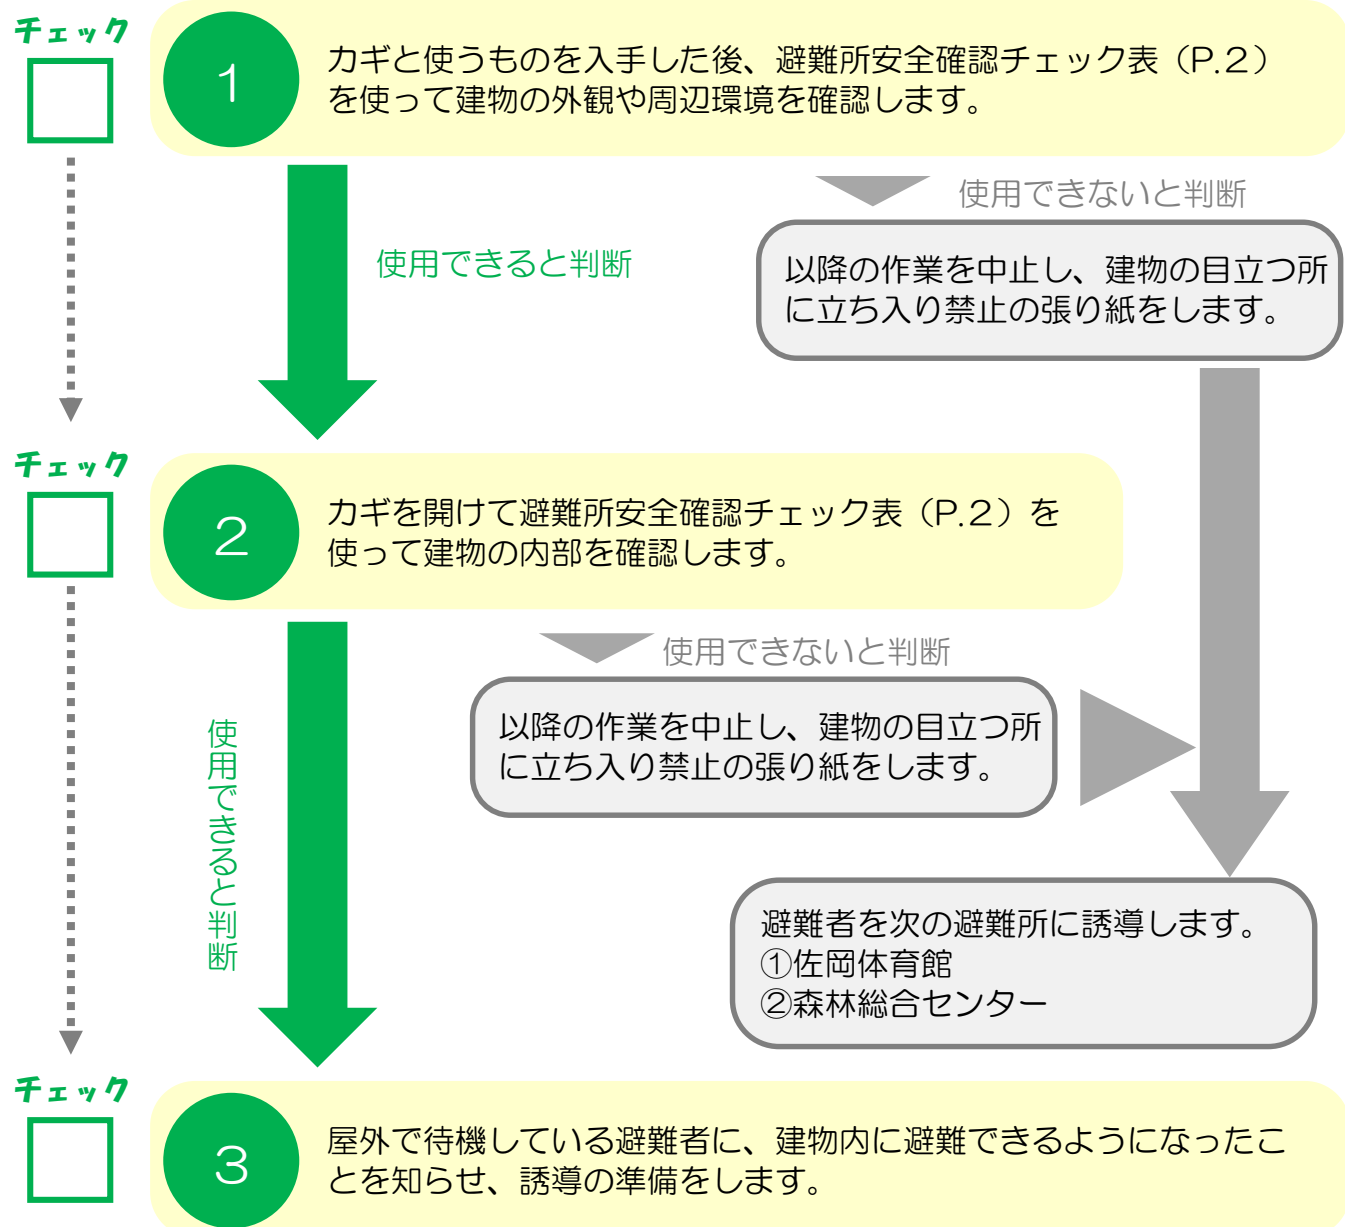 チェック
1
カギと使うものを入手した後、避難所安全確認チェック表（P.2）
を使って建物の外観や周辺環境を確認します。
使用できないと判断
使用できると判断
以降の作業を中止し、建物の目立つ所
に立ち入り禁止の張り紙をします。
チェック
2
カギを開けて避難所安全確認チェック表（P.2）を
使って建物の内部を確認します。
使用できないと判断
以降の作業を中止し、建物の目立つ所
に立ち入り禁止の張り紙をします。
使用できると判断
避難者を次の避難所に誘導します。
①佐岡体育館
②森林総合センター
チェック
3
屋外で待機している避難者に、建物内に避難できるようになったこ
とを知らせ、誘導の準備をします。